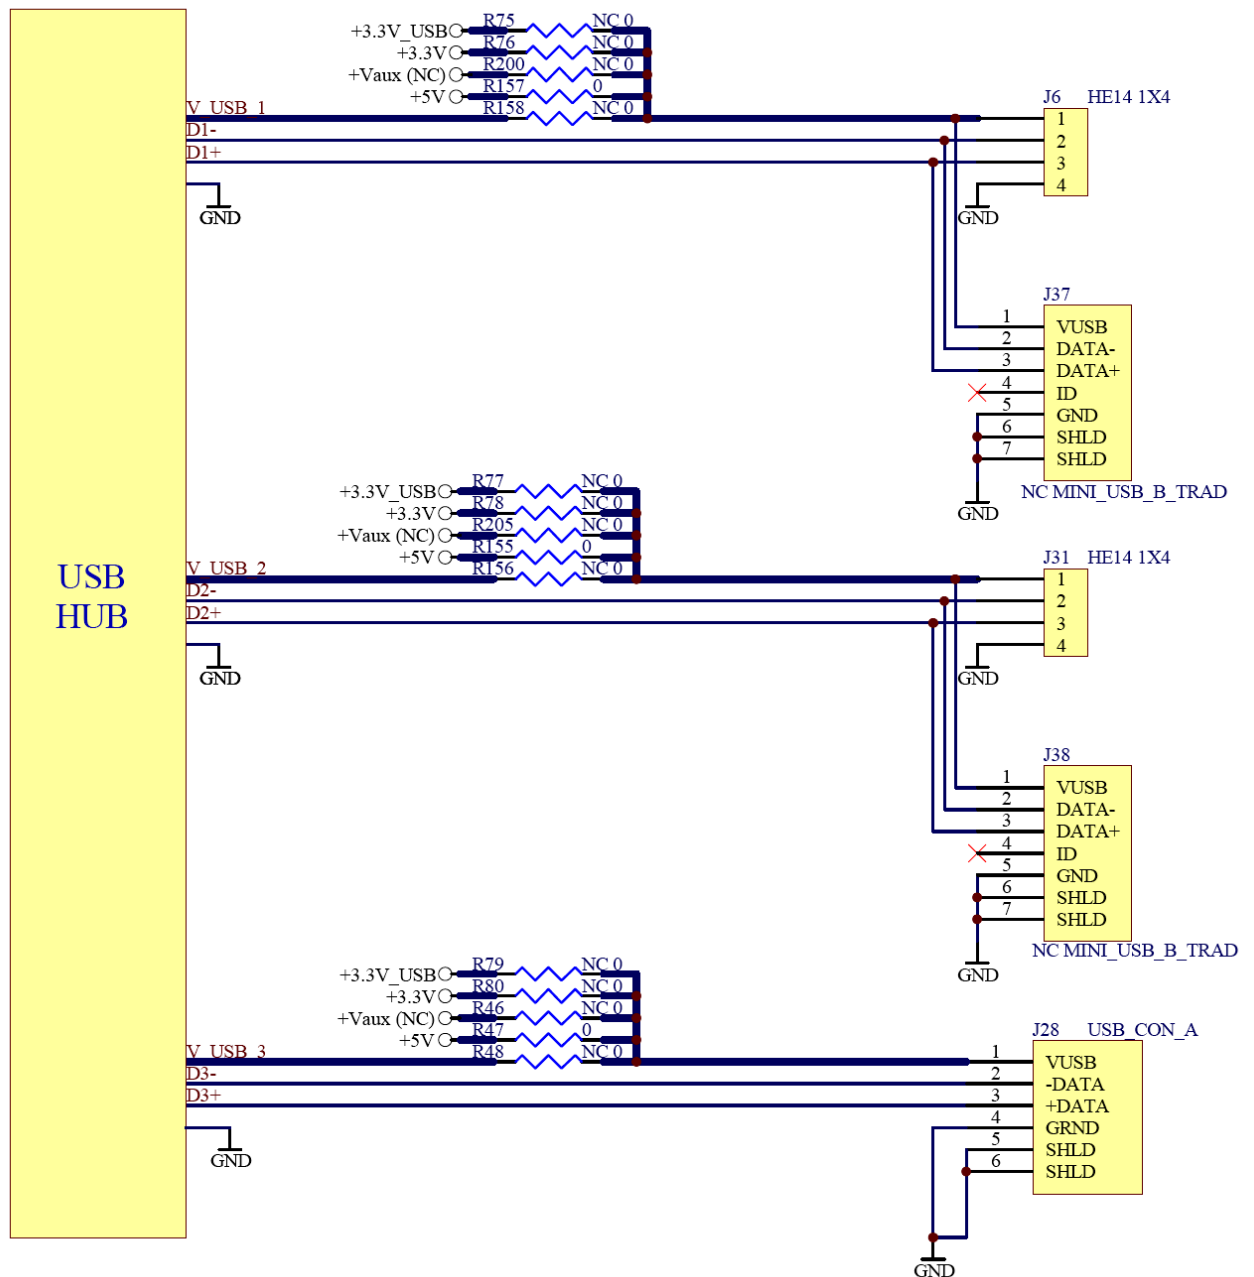 R75 NC 0
+3.3V_USB
R76 NC 0
+3.3V
R200 NC 0
+Vaux (NC)
R157 0
+5V
R158 NC 0
V_USB_1
D1-
D1+
GND
J6 HE14 1X4
1
2
3
4
GND
J37
1 VUSB
2 DATA-
3 DATA+
4 ID
5 GND
6 SHLD
7 SHLD
NC MINI_USB_B_TRAD
GND
USB
HUB
R77 NC 0
+3.3V_USB
R78 NC 0
+3.3V
R205 NC 0
+Vaux (NC)
R155 0
+5V
R156 NC 0
V_USB_2
D2-
D2+
GND
J31 HE14 1X4
1
2
3
4
GND
J38
1 VUSB
2 DATA-
3 DATA+
4 ID
5 GND
6 SHLD
7 SHLD
NC MINI_USB_B_TRAD
GND
R79 NC 0
+3.3V_USB
R80 NC 0
+3.3V
R46 NC 0
+Vaux (NC)
R47 0
+5V
R48 NC 0
V_USB_3
D3-
D3+
GND
J28 USB_CON_A
1 VUSB
2 -DATA
3 +DATA
4 GRND
5 SHLD
6 SHLD
GND